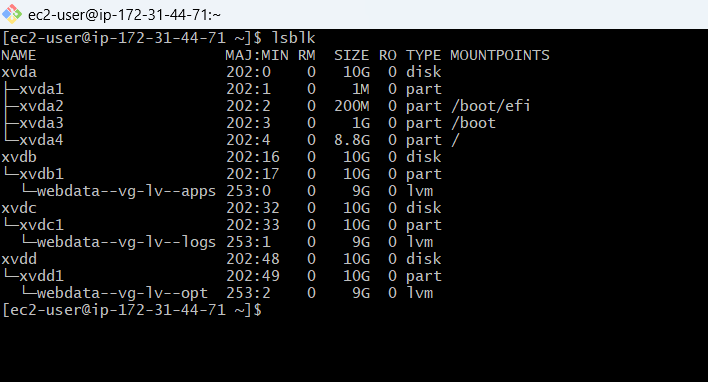 ec2-user@ip-172-31-44-71:~
[ec2-user@ip-172-31-44-71 ~]$ lsblk
NAME                      MAJ:MIN RM  SIZE RO TYPE MOUNTPOINTS
xvda                      202:0    0   10G  0 disk
├─xvda1                   202:1    0    1M  0 part
├─xvda2                   202:2    0  200M  0 part /boot/efi
├─xvda3                   202:3    0    1G  0 part /boot
└─xvda4                   202:4    0  8.8G  0 part /
xvdb                      202:16   0   10G  0 disk
└─xvdb1                   202:17   0   10G  0 part
  └─webdata--vg-lv--apps 253:0    0    9G  0 lvm
xvdc                      202:32   0   10G  0 disk
└─xvdc1                   202:33   0   10G  0 part
  └─webdata--vg-lv--logs 253:1    0    9G  0 lvm
xvdd                      202:48   0   10G  0 disk
└─xvdd1                   202:49   0   10G  0 part
  └─webdata--vg-lv--opt  253:2    0    9G  0 lvm
[ec2-user@ip-172-31-44-71 ~]$